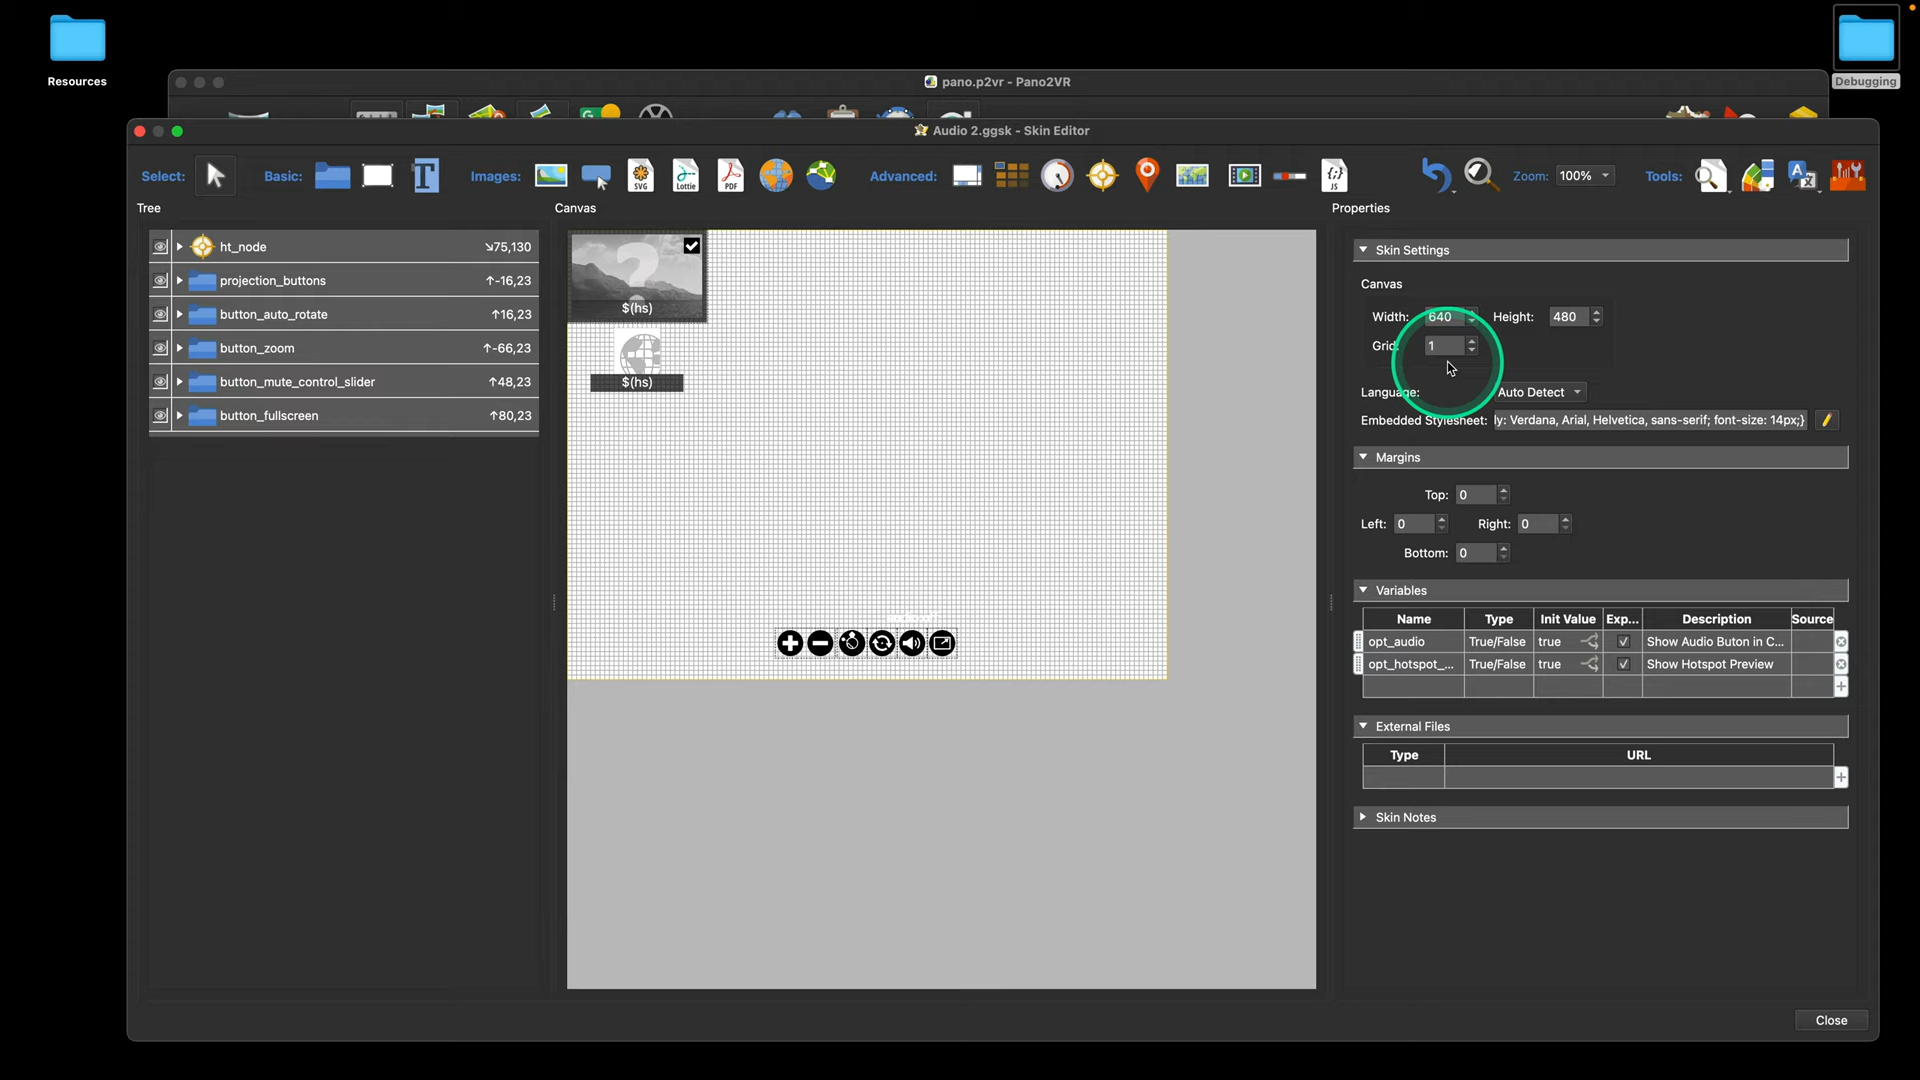 Resources
Debugging
pano.p2vr - Pano2VR
Audio 2.ggsk - Skin Editor
Select: Basic: T Images: SVG Lottie PDF Advanced: JS Zoom: 100% Tools:
Tree
Canvas
Properties
ht_node ↘75,130
projection_buttons ↑-16,23
button_auto_rotate ↑16,23
button_zoom ↑-66,23
button_mute_control_slider ↑48,23
button_fullscreen ↑80,23
?
$(hs)
$(hs)
Skin Settings
Canvas
Width: 640 Height: 480
Grid: 1
Language: Auto Detect
Embedded Stylesheet: ly: Verdana, Arial, Helvetica, sans-serif; font-size: 14px;}
Margins
Top: 0
Left: 0 Right: 0
Bottom: 0
Variables
Name Type Init Value Exp... Description Source
opt_audio True/False true Show Audio Buton in C...
opt_hotspot_... True/False true Show Hotspot Preview
External Files
Type URL
Skin Notes
Close